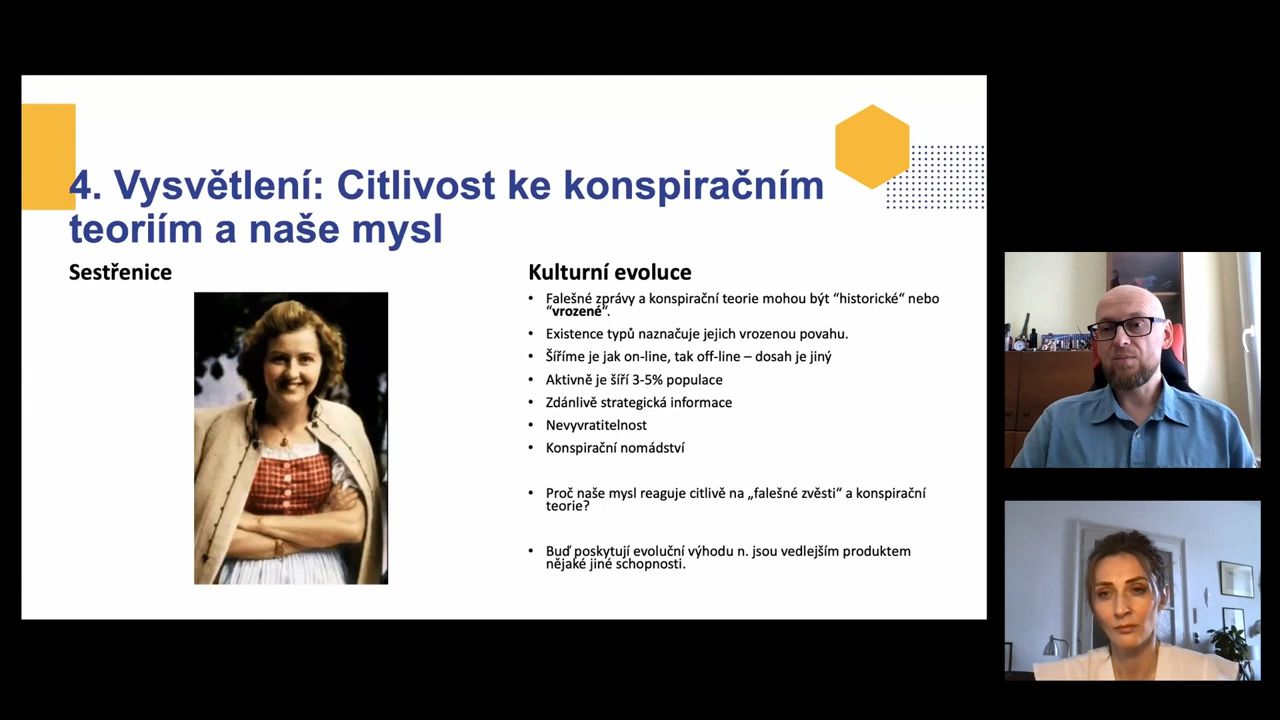 4. Vysvětlení: Citlivost ke konspiračním
teoriím a naše mysl
Sestřenice
Kulturní evoluce
• Falešné zprávy a konspirační teorie mohou být “historické“ nebo
“vrozené“.
• Existence typů naznačuje jejich vrozenou povahu.
• Šíříme je jak on-line, tak off-line – dosah je jiný
• Aktivně je šíří 3-5% populace
• Zdánlivě strategická informace
• Nevyvratitelnost
• Konspirační nomádství
• Proč naše mysl reaguje citlivě na „falešné zvěsti“ a konspirační
teorie?
• Buď poskytují evoluční výhodu n. jsou vedlejším produktem
nějaké jiné schopnosti.